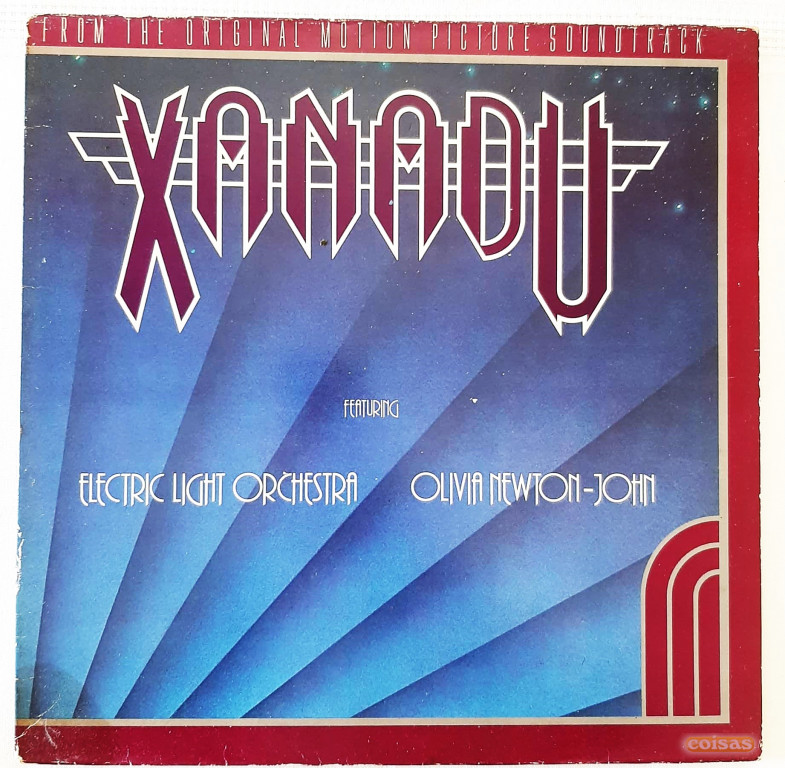 FROM THE ORIGINAL MOTION PICTURE SOUNDTRACK
XANADU
FEATURING
ELECTRIC LIGHT ORCHESTRA OLIVIA NEWTON-JOHN
coisas